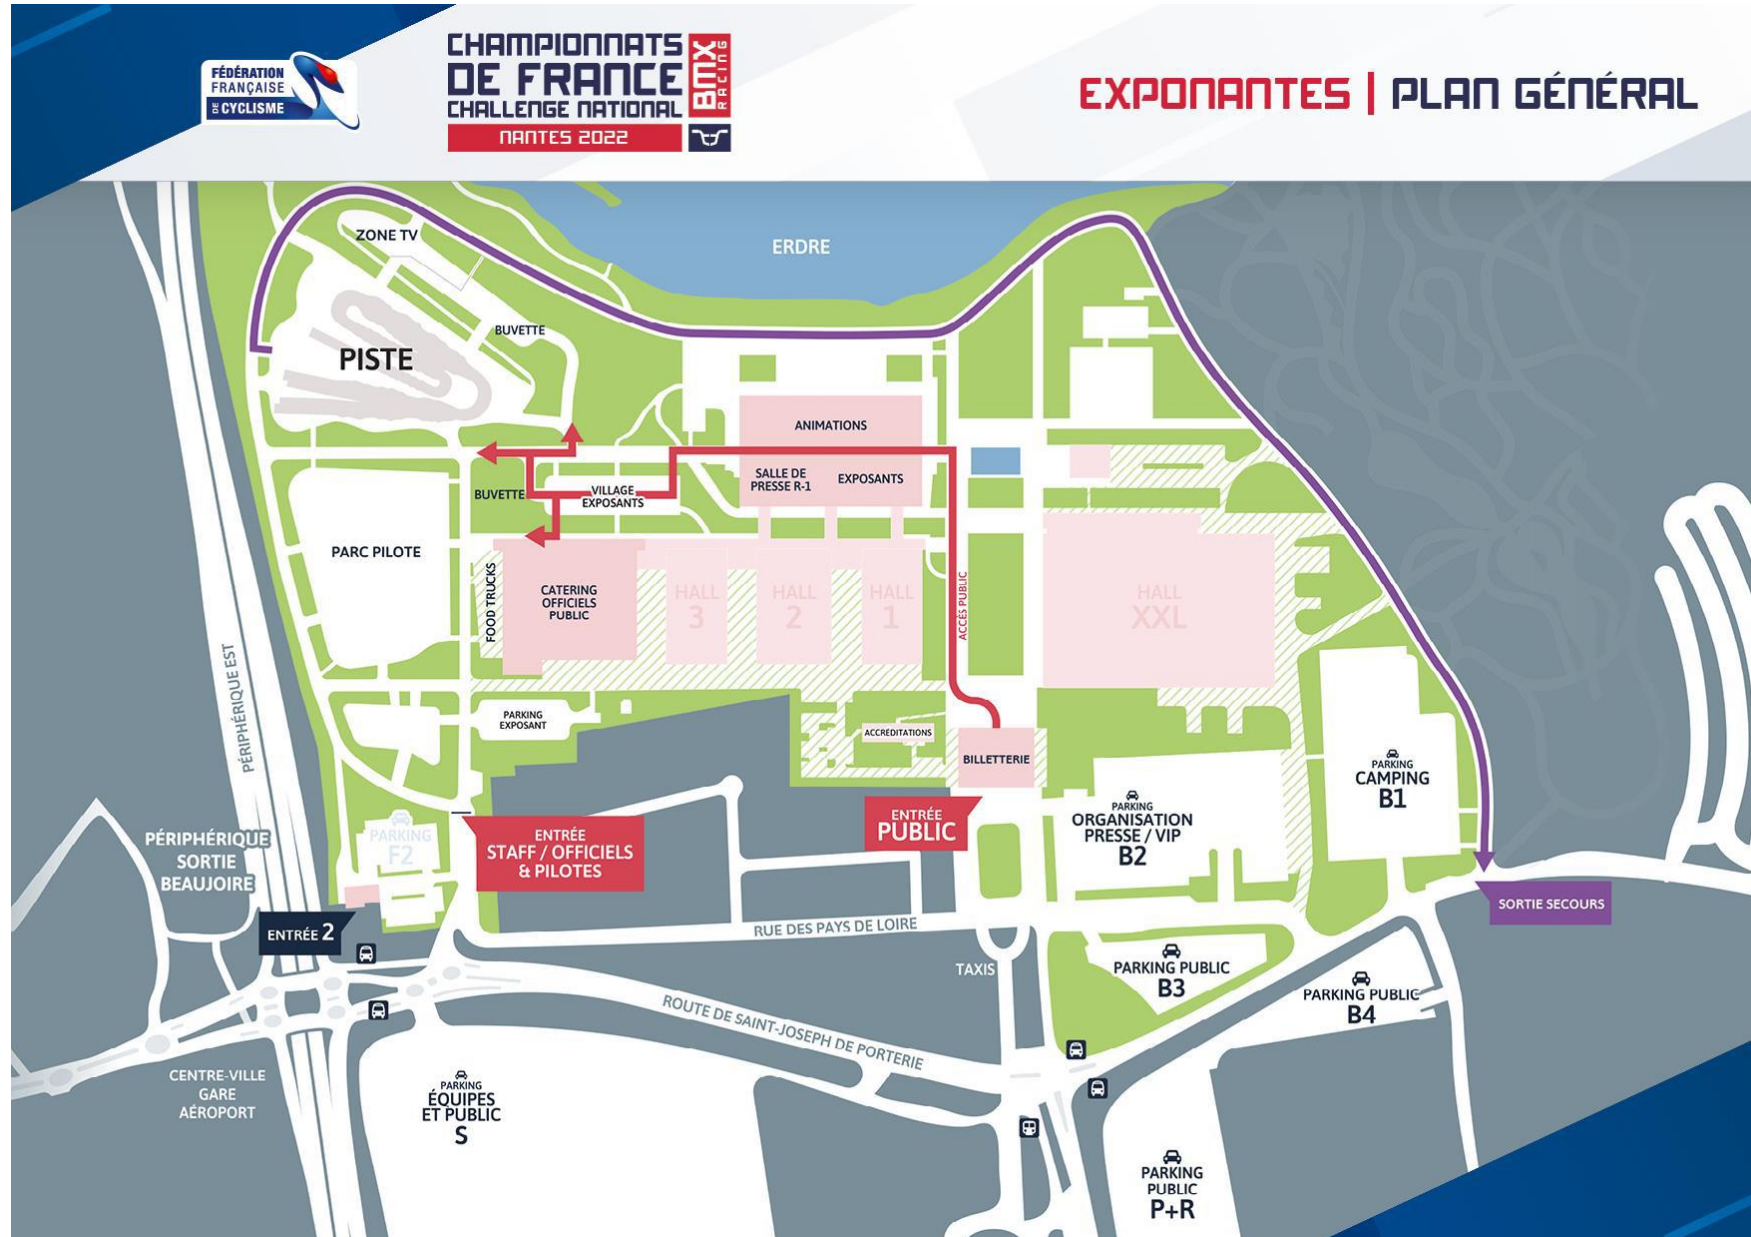 FÉDÉRATION
FRANÇAISE
DE CYCLISME
CHAMPIONNATS
DE FRANCE
CHALLENGE NATIONAL
NANTES 2022
BMX
RACING
EXPONANTES | PLAN GÉNÉRAL
ZONE TV
ERDRE
BUVETTE
PISTE
ANIMATIONS
SALLE DE
PRESSE R-1
EXPOSANTS
BUVETTE
VILLAGE
EXPOSANTS
PARC PILOTE
FOOD TRUCKS
CATERING
OFFICIELS
PUBLIC
HALL
3
HALL
2
HALL
1
ACCÈS PUBLIC
HALL
XXL
PÉRIPHÉRIQUE EST
PARKING
EXPOSANT
ACCREDITATIONS
BILLETTERIE
PARKING
CAMPING
B1
PARKING
F2
ENTRÉE
STAFF / OFFICIELS
& PILOTES
ENTRÉE
PUBLIC
PARKING
ORGANISATION
PRESSE / VIP
B2
PÉRIPHÉRIQUE
SORTIE
BEAUJOIRE
SORTIE SECOURS
ENTRÉE 2
RUE DES PAYS DE LOIRE
TAXIS
PARKING PUBLIC
B3
PARKING PUBLIC
B4
ROUTE DE SAINT-JOSEPH DE PORTERIE
CENTRE-VILLE
GARE
AÉROPORT
PARKING
ÉQUIPES
ET PUBLIC
S
PARKING
PUBLIC
P+R